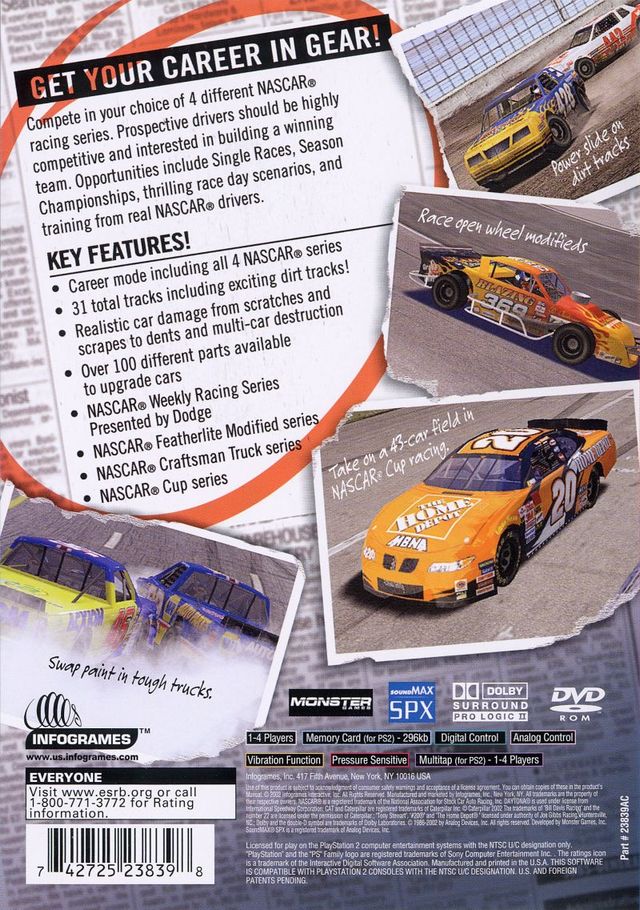 GET YOUR CAREER IN GEAR!
Compete in your choice of 4 different NASCAR®
racing series. Prospective drivers should be highly
competitive and interested in building a winning
team. Opportunities include Single Races, Season
Championships, thrilling race day scenarios, and
training from real NASCAR® drivers.
KEY FEATURES!
• Career mode including all 4 NASCAR® series
• 31 total tracks including exciting dirt tracks!
• Realistic car damage from scratches and
scrapes to dents and multi-car destruction
• Over 100 different parts available
to upgrade cars
• NASCAR® Weekly Racing Series
Presented by Dodge
• NASCAR® Featherlite Modified series
• NASCAR® Craftsman Truck series
• NASCAR® Cup series
Power slide on
dirt tracks
Race open wheel modifieds
BLAZING
369
Take on a 43-car field in
NASCAR® Cup racing.
20
THE
HOME
DEPOT
MBNA
20
Swap paint in tough trucks.
INFOGRAMES™
www.us.infogrames.com
MONSTER
GAMES
SOUNDMAX
SPX
DOLBY
SURROUND
PRO LOGIC II
DVD
ROM
1-4 Players
Memory Card (for PS2) - 296kb
Digital Control
Analog Control
Vibration Function
Pressure Sensitive
Multitap (for PS2) - 1-4 Players
EVERYONE
Visit www.esrb.org or call
1-800-771-3772 for Rating
information.
7 42725 23839 8
Infogrames, Inc. 417 Fifth Avenue, New York, NY 10016 USA
Licensed for play on the PlayStation 2 computer entertainment systems with the NTSC U/C designation only.
"PlayStation" and the "PS" Family logo are registered trademarks of Sony Computer Entertainment Inc. The ratings icon
is a trademark of the Interactive Digital Software Association. Manufactured and printed in the U.S.A. THIS SOFTWARE
IS COMPATIBLE WITH PLAYSTATION 2 CONSOLES WITH THE NTSC U/C DESIGNATION. U.S. AND FOREIGN
PATENTS PENDING.
Part # 23839AC